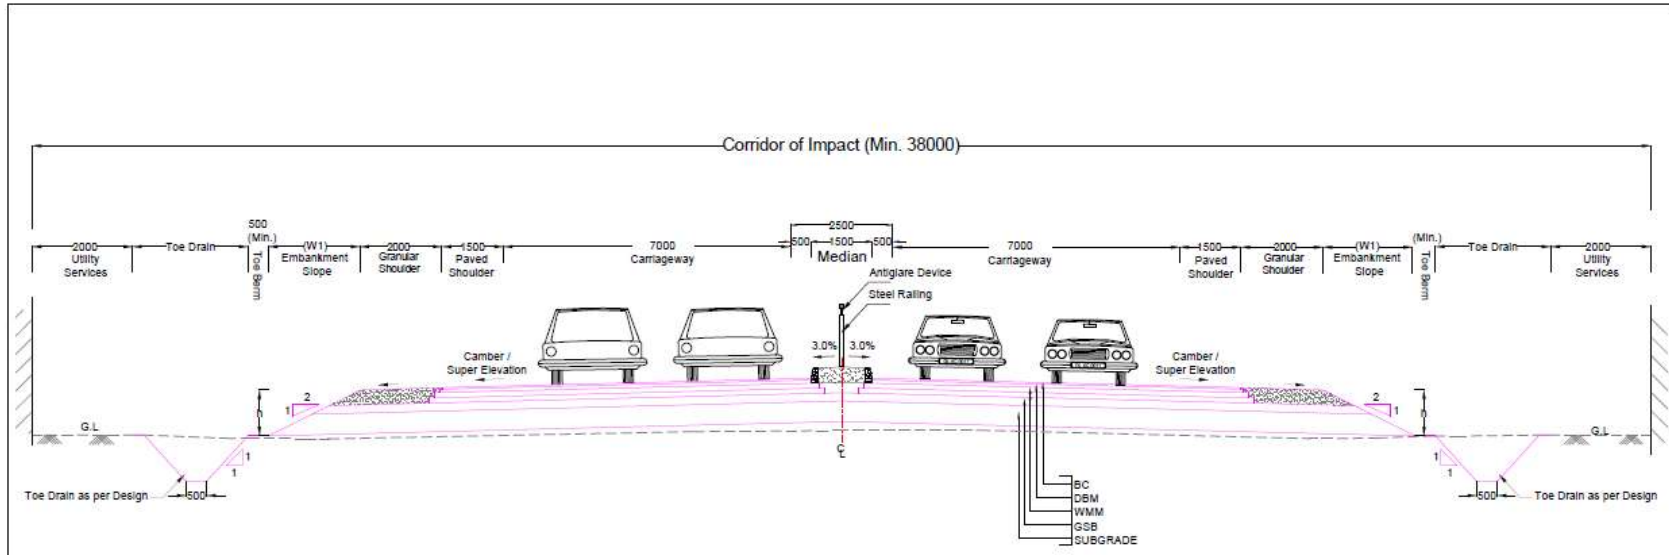 Corridor of Impact (Min. 38000)
500
(Min.)
2500
(Min.)
2000
Utility
Services
Toe Drain
Toe Berm
(W1)
Embankment
Slope
2000
Granular
Shoulder
1500
Paved
Shoulder
7000
Carriageway
500
1500
500
Median
7000
Carriageway
1500
Paved
Shoulder
2000
Granular
Shoulder
(W1)
Embankment
Slope
Toe Berm
Toe Drain
2000
Utility
Services
Antiglare Device
Steel Railing
3.0%
3.0%
Camber /
Super Elevation
Camber /
Super Elevation
2
1
2
1
G.L
G.L
1
1
1
1
CL
Toe Drain as per Design
500
500
Toe Drain as per Design
BC
DBM
WMM
GSB
SUBGRADE